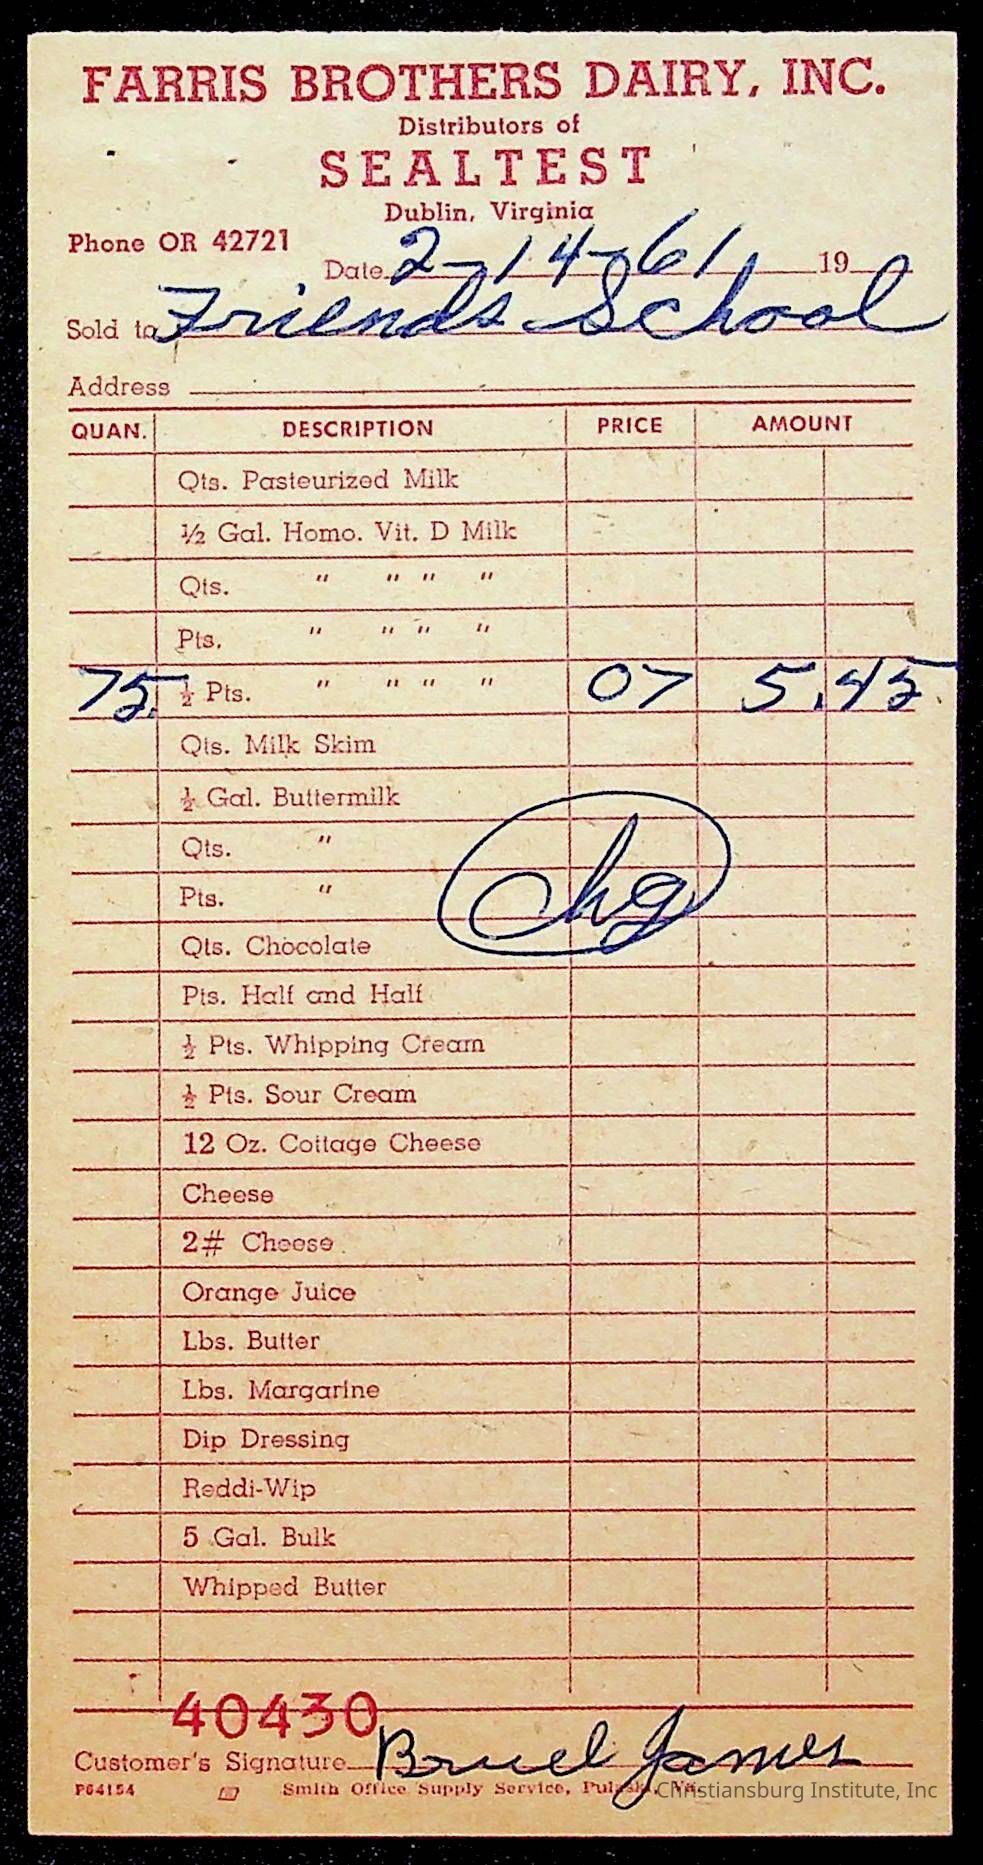 FARRIS BROTHERS DAIRY, INC.
Distributors of
SEALTEST
Dublin, Virginia
Phone OR 42721
Date 2-14-61 19
Sold to Friends School
Address
QUAN. DESCRIPTION PRICE AMOUNT
Qts. Pasteurized Milk
½ Gal. Homo. Vit. D Milk
Qts. " " " "
Pts. " " " "
75 ½ Pts. " " " " 07 5.45
Qts. Milk Skim
½ Gal. Buttermilk
Qts. "
Pts. "
chg
Qts. Chocolate
Pts. Half and Half
½ Pts. Whipping Cream
½ Pts. Sour Cream
12 Oz. Cottage Cheese
Cheese
2# Cheese
Orange Juice
Lbs. Butter
Lbs. Margarine
Dip Dressing
Reddi-Wip
5 Gal. Bulk
Whipped Butter
40430
Customer's Signature James
P64154 Smith Office Supply Service, Pulaski, Va.
Christiansburg Institute, Inc